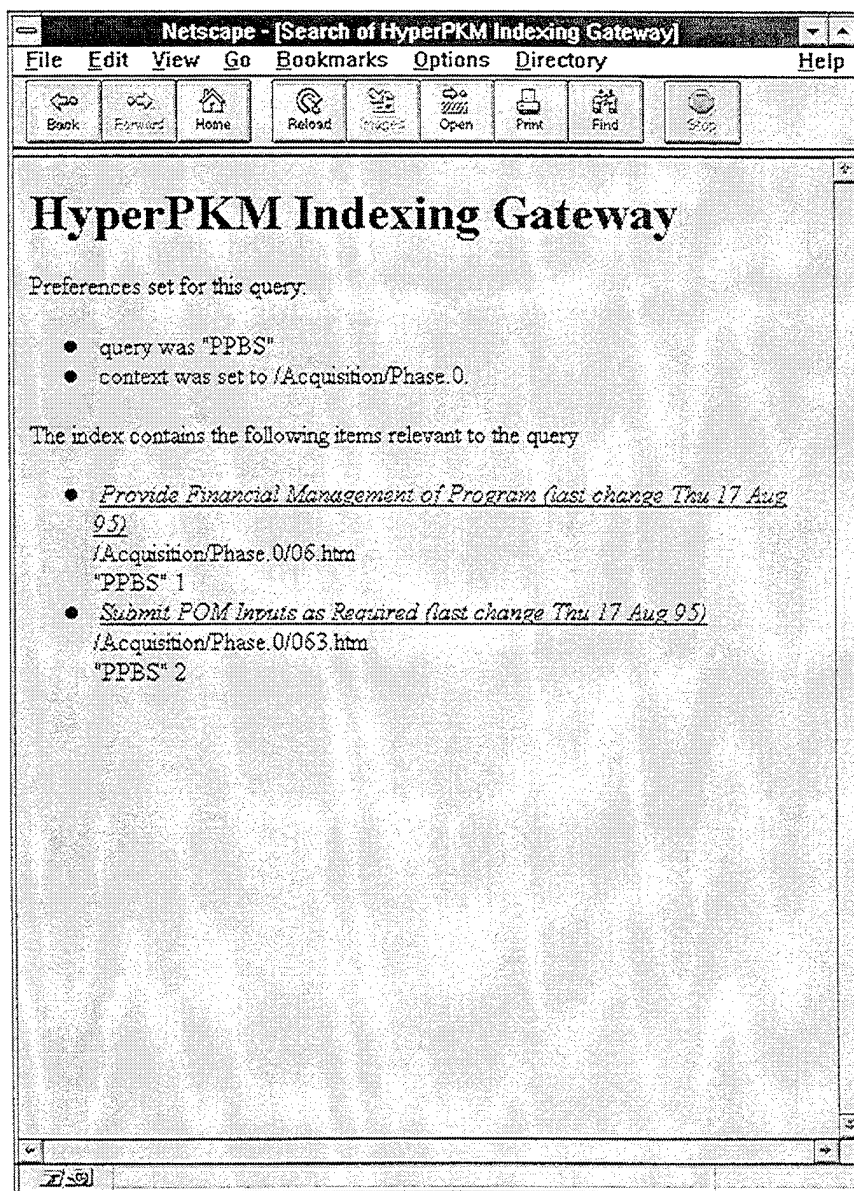 Netscape - [Search of HyperPKM Indexing Gateway]
File Edit View Go Bookmarks Options Directory Help
Back Forward Home Reload Images Open Print Find Stop
HyperPKM Indexing Gateway
Preferences set for this query:
● query was "PPBS"
● context was set to /Acquisition/Phase.0.
The index contains the following items relevant to the query
● Provide Financial Management of Program (last change Thu 17 Aug
95)
/Acquisition/Phase.0/06.htm
"PPBS" 1
● Submit POM Inputs as Required (last change Thu 17 Aug 95)
/Acquisition/Phase.0/063.htm
"PPBS" 2